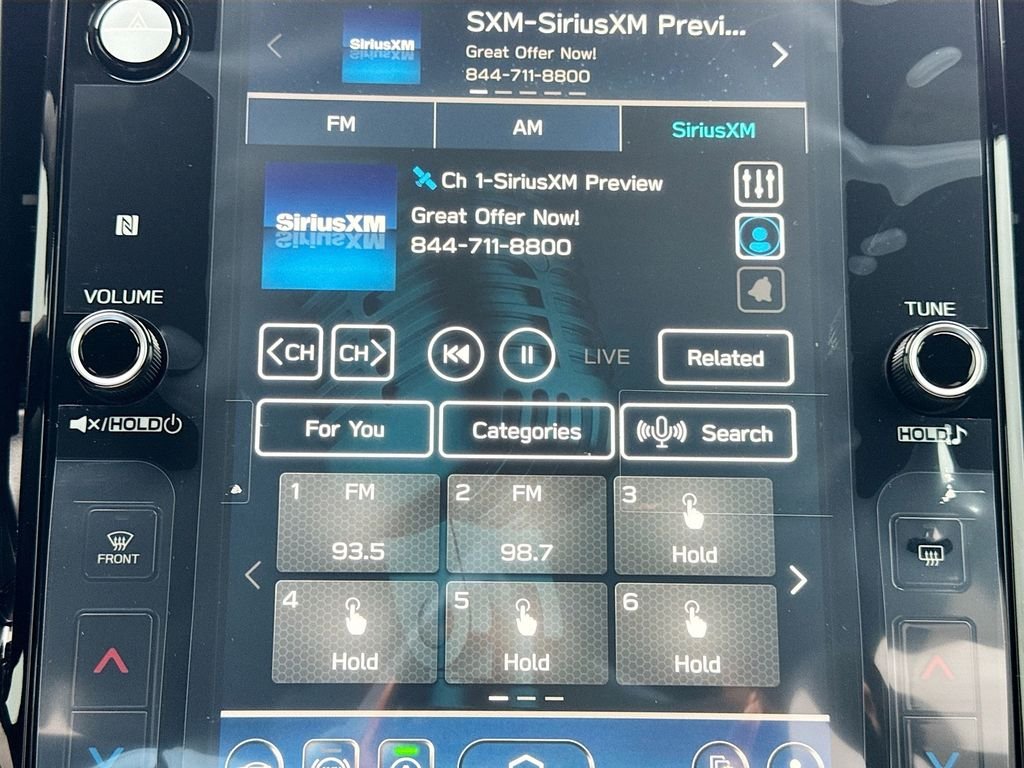 SXM-SiriusXM Previ...
SiriusXM
Great Offer Now!
844-711-8800
FM
AM
SiriusXM
Ch 1-SiriusXM Preview
SiriusXM
Great Offer Now!
844-711-8800
N
VOLUME
TUNE
<CH
CH>
LIVE
Related
X/HOLD
HOLD
For You
Categories
Search
1
FM
93.5
2
FM
98.7
3
Hold
FRONT
4
Hold
5
Hold
6
Hold